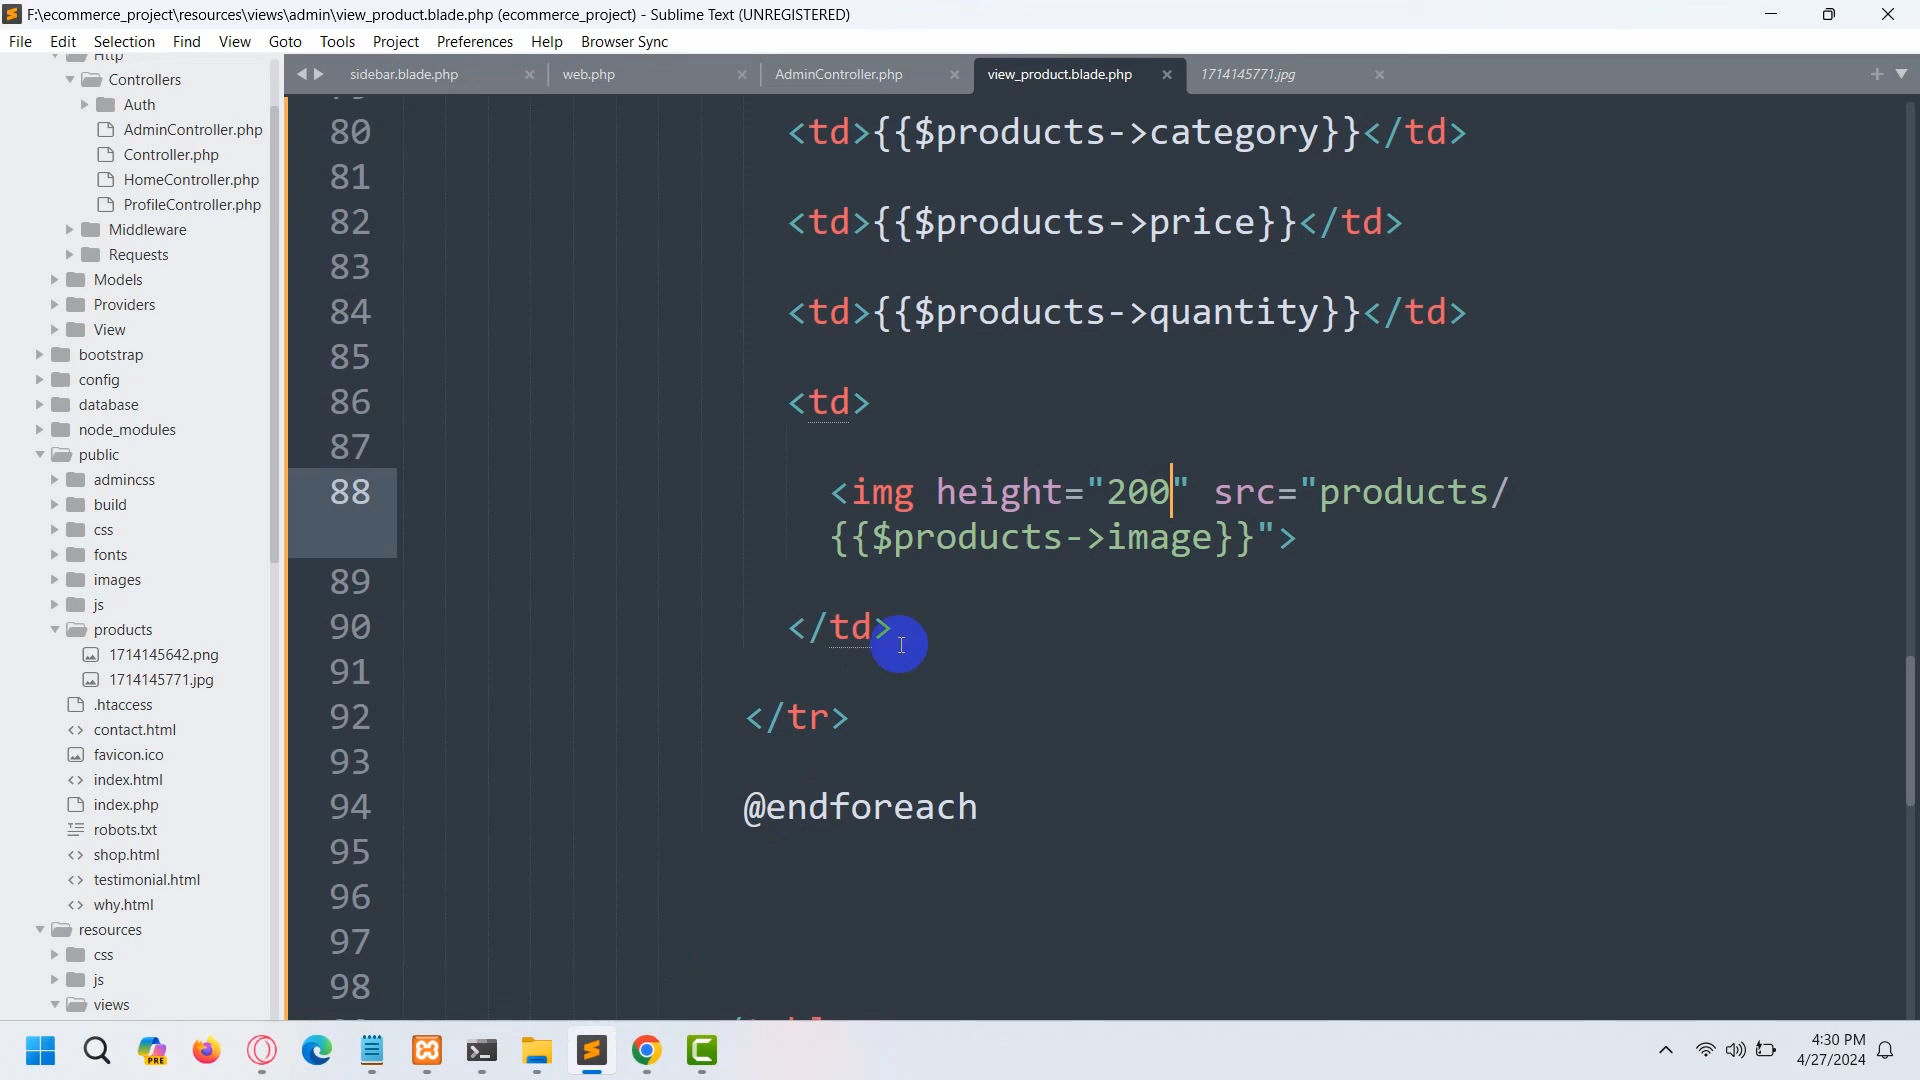 F:\ecommerce_project\resources\views\admin\view_product.blade.php (ecommerce_project) - Sublime Text (UNREGISTERED)
File Edit Selection Find View Goto Tools Project Preferences Help Browser Sync
Http
Controllers
Auth
AdminController.php
Controller.php
HomeController.php
ProfileController.php
Middleware
Requests
Models
Providers
View
bootstrap
config
database
node_modules
public
admincss
build
css
fonts
images
js
products
1714145642.png
1714145771.jpg
.htaccess
contact.html
favicon.ico
index.html
index.php
robots.txt
shop.html
testimonial.html
why.html
resources
css
js
views
sidebar.blade.php web.php AdminController.php view_product.blade.php 1714145771.jpg
80 <td>{{$products->category}}</td>
81
82 <td>{{$products->price}}</td>
83
84 <td>{{$products->quantity}}</td>
85
86 <td>
87
88 <img height="200" src="products/
{{$products->image}}">
89
90 </td>
91
92 </tr>
93
94 @endforeach
95
96
97
98
PRE
4:30 PM
4/27/2024